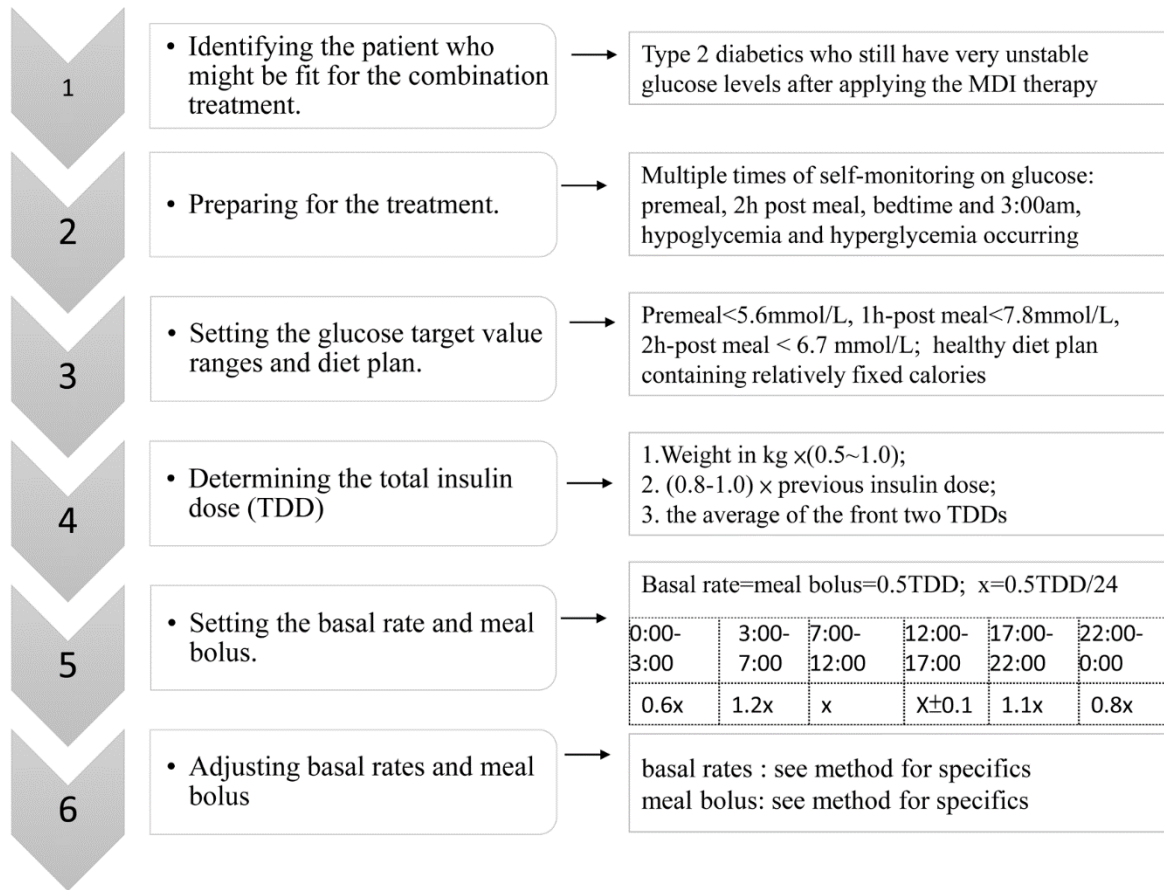 1
• Identifying the patient who
might be fit for the combination
treatment.
Type 2 diabetics who still have very unstable
glucose levels after applying the MDI therapy
2
• Preparing for the treatment.
Multiple times of self-monitoring on glucose:
premeal, 2h post meal, bedtime and 3:00am,
hypoglycemia and hyperglycemia occurring
3
• Setting the glucose target value
ranges and diet plan.
Premeal<5.6mmol/L, 1h-post meal<7.8mmol/L,
2h-post meal < 6.7 mmol/L; healthy diet plan
containing relatively fixed calories
4
• Determining the total insulin
dose (TDD)
1.Weight in kg ×(0.5~1.0);
2. (0.8-1.0) × previous insulin dose;
3. the average of the front two TDDs
5
• Setting the basal rate and meal
bolus.
Basal rate=meal bolus=0.5TDD; x=0.5TDD/24
0:00- 3:00- 7:00- 12:00- 17:00- 22:00-
3:00 7:00 12:00 17:00 22:00 0:00
0.6x 1.2x x X±0.1 1.1x 0.8x
6
• Adjusting basal rates and meal
bolus
basal rates : see method for specifics
meal bolus: see method for specifics